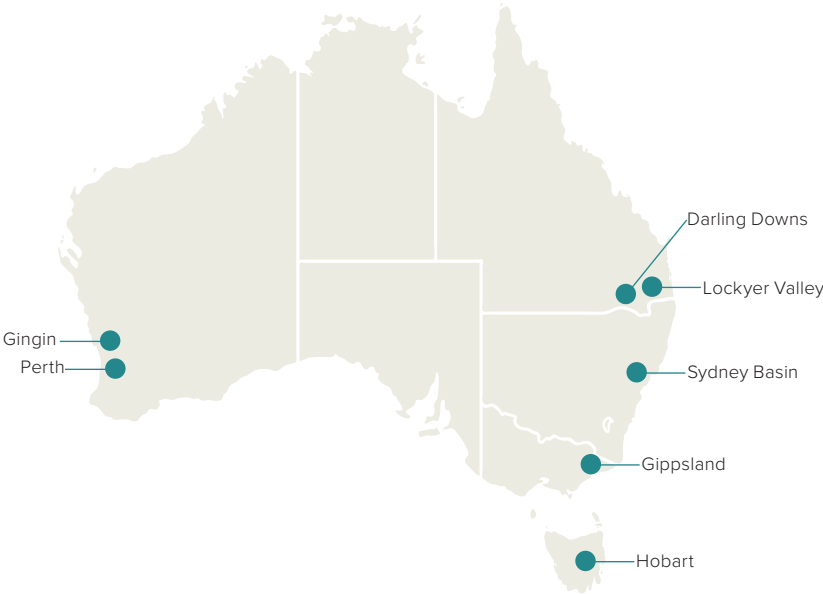 Darling Downs
Lockyer Valley
Gingin
Perth
Sydney Basin
Gippsland
Hobart